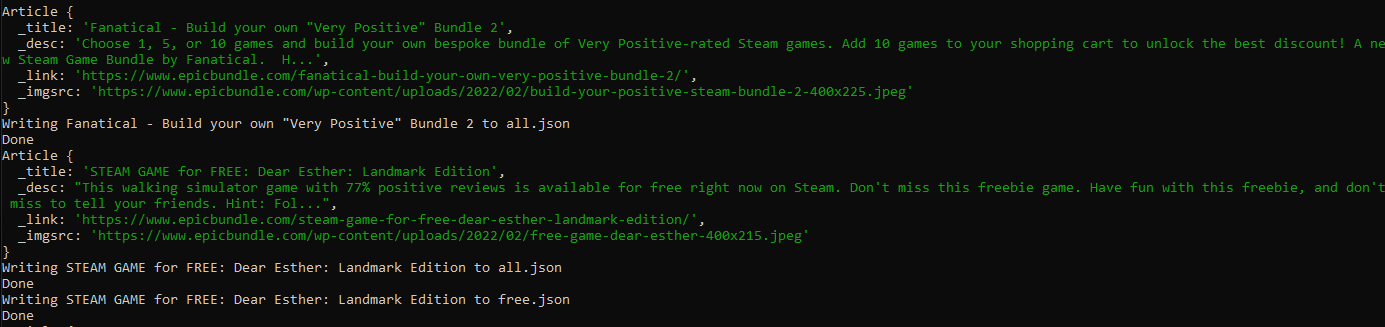 Article {
  _title: 'Fanatical - Build your own "Very Positive" Bundle 2',
  _desc: 'Choose 1, 5, or 10 games and build your own bespoke bundle of Very Positive-rated Steam games. Add 10 games to your shopping cart to unlock the best discount! A ne
w Steam Game Bundle by Fanatical.  H...',
  _link: 'https://www.epicbundle.com/fanatical-build-your-own-very-positive-bundle-2/',
  _imgsrc: 'https://www.epicbundle.com/wp-content/uploads/2022/02/build-your-positive-steam-bundle-2-400x225.jpeg'
}
Writing Fanatical - Build your own "Very Positive" Bundle 2 to all.json
Done
Article {
  _title: 'STEAM GAME for FREE: Dear Esther: Landmark Edition',
  _desc: "This walking simulator game with 77% positive reviews is available for free right now on Steam. Don't miss this freebie game. Have fun with this freebie, and don't
 miss to tell your friends. Hint: Fol...",
  _link: 'https://www.epicbundle.com/steam-game-for-free-dear-esther-landmark-edition/',
  _imgsrc: 'https://www.epicbundle.com/wp-content/uploads/2022/02/free-game-dear-esther-400x215.jpeg'
}
Writing STEAM GAME for FREE: Dear Esther: Landmark Edition to all.json
Done
Writing STEAM GAME for FREE: Dear Esther: Landmark Edition to free.json
Done